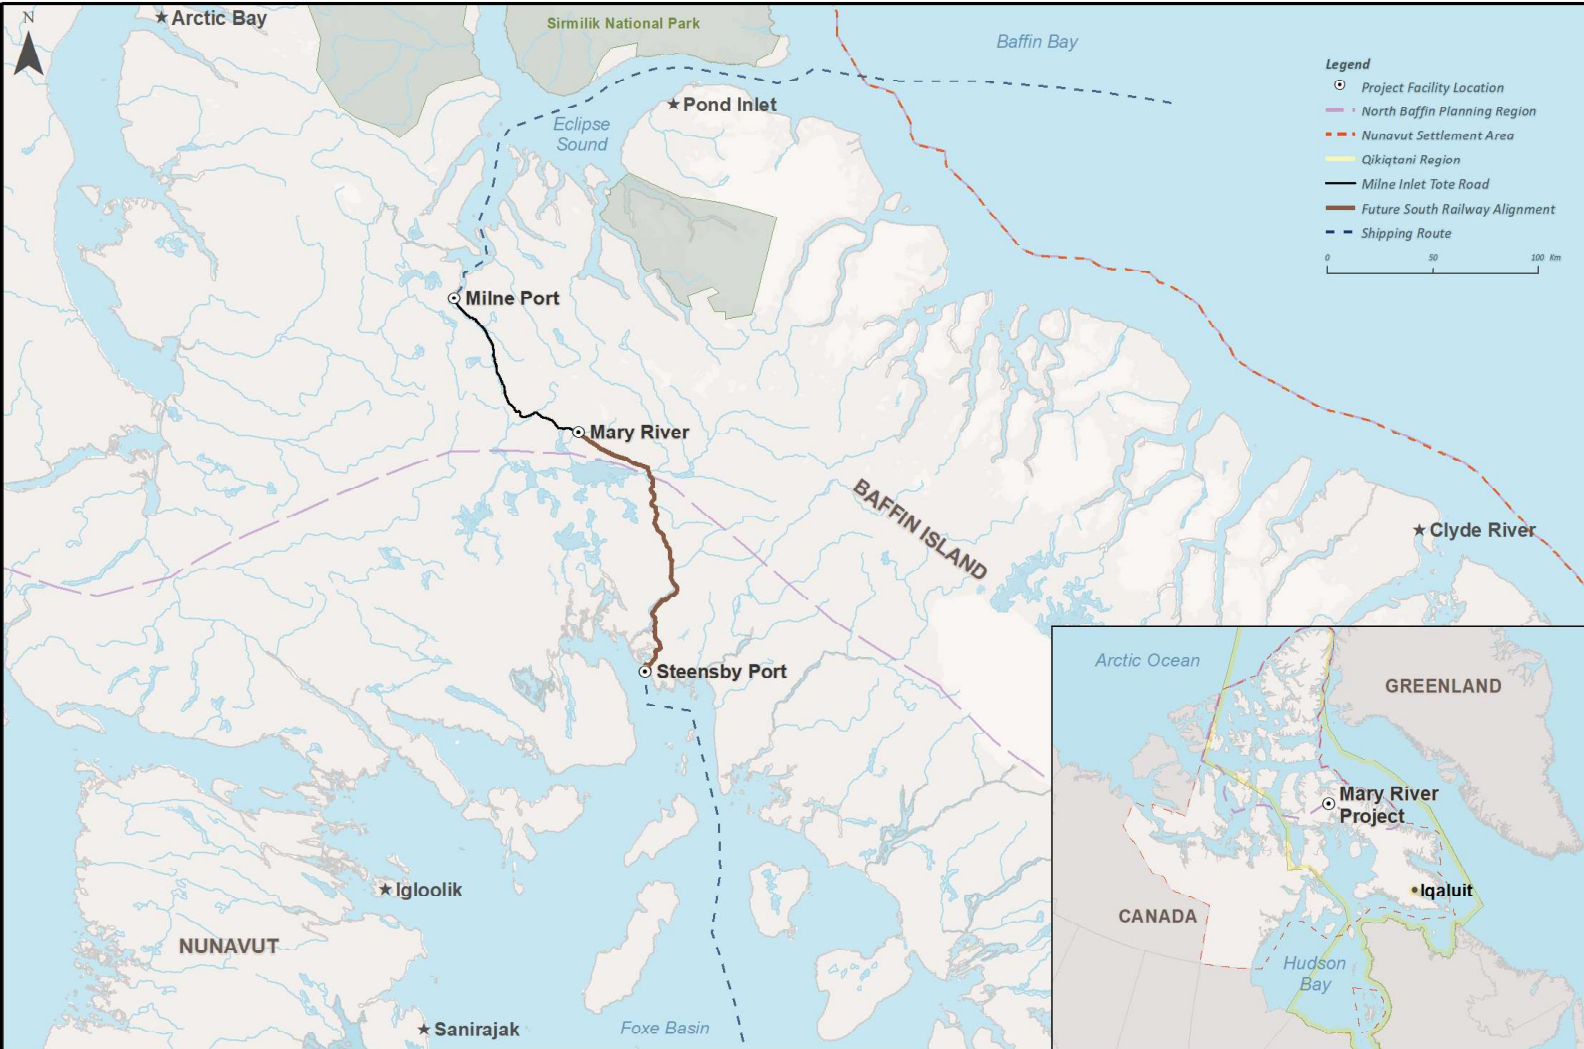 N
Arctic Bay
Sirmilik National Park
Baffin Bay
Pond Inlet
Eclipse
Sound
Legend
Project Facility Location
North Baffin Planning Region
Nunavut Settlement Area
Qikiqtani Region
Milne Inlet Tote Road
Future South Railway Alignment
Shipping Route
0 50 100 Km
Milne Port
Mary River
BAFFIN ISLAND
Clyde River
Steensby Port
Igloolik
NUNAVUT
Sanirajak
Foxe Basin
Arctic Ocean
GREENLAND
Mary River
Project
Iqaluit
CANADA
Hudson
Bay